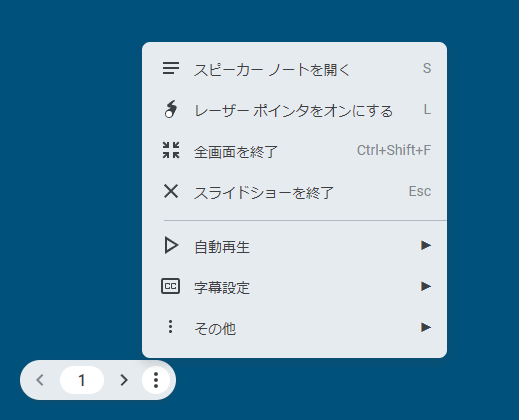 スピーカー ノートを開く S
レーザー ポインタをオンにする L
全画面を終了 Ctrl+Shift+F
スライドショーを終了 Esc
自動再生
CC 字幕設定
その他
1